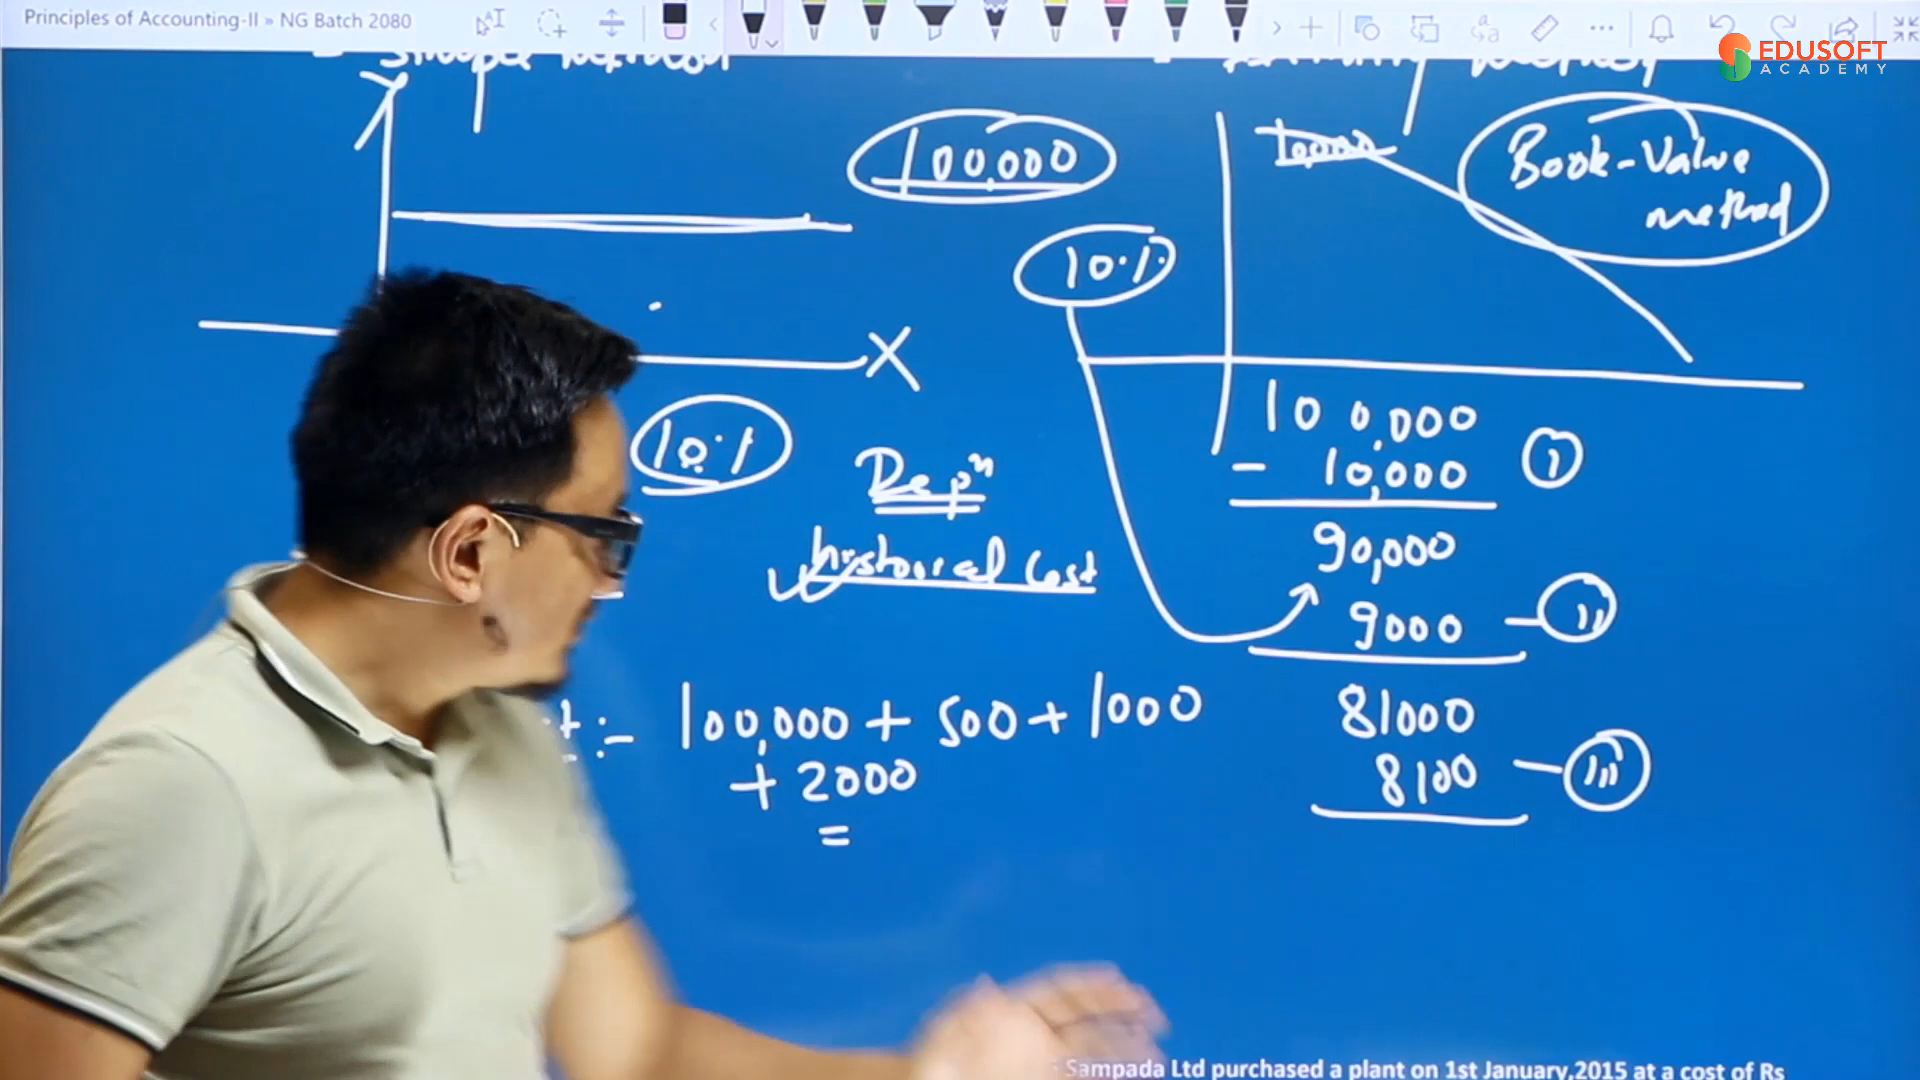 Principles of Accounting-II » NG Batch 2080
EDUSOFT
ACADEMY
100,000
10,000
Book-Value
method
10%
X
10%
Depn
historical Cost
100,000
- 10,000 I
90,000
9000 - II
81000
8100 - III
t :- 100,000 + 500 + 1000
+ 2000
=
Sampada Ltd purchased a plant on 1st January,2015 at a cost of Rs